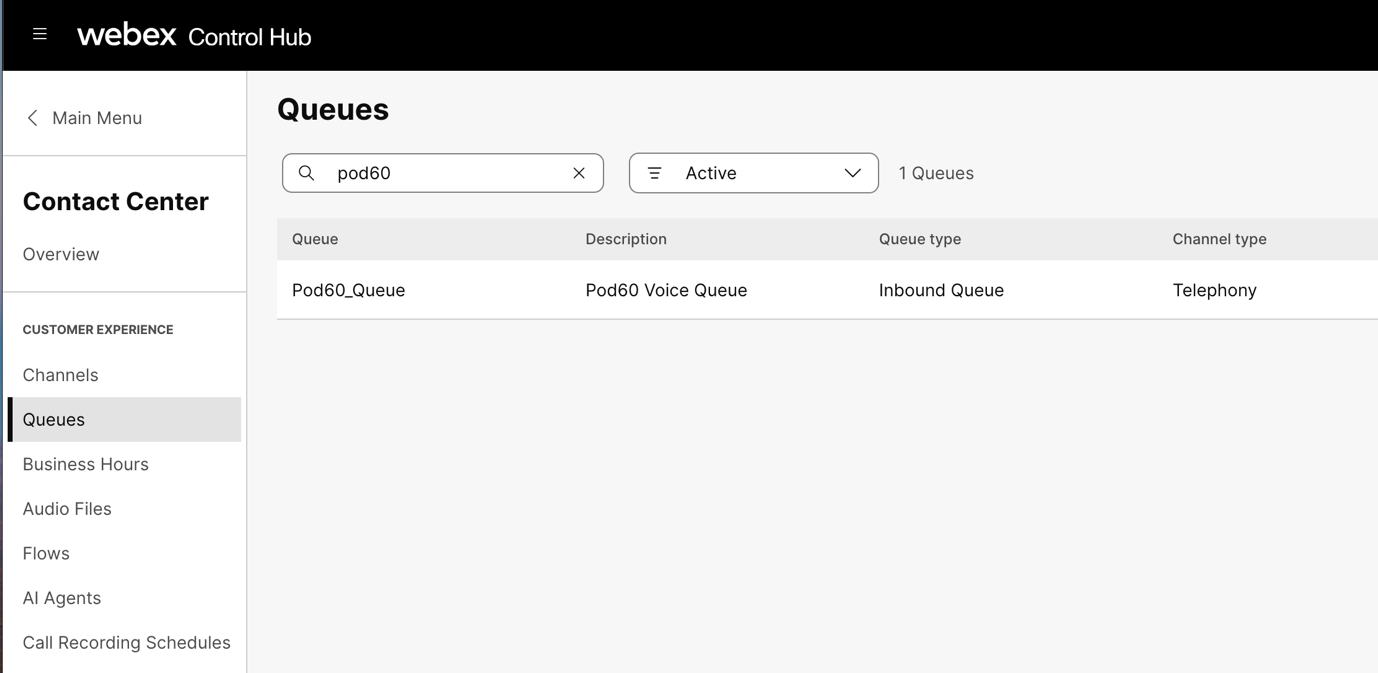 webex Control Hub
Main Menu
Contact Center
Overview
CUSTOMER EXPERIENCE
Channels
Queues
Business Hours
Audio Files
Flows
AI Agents
Call Recording Schedules
Queues
pod60
Active
1 Queues
Queue Description Queue type Channel type
Pod60_Queue Pod60 Voice Queue Inbound Queue Telephony